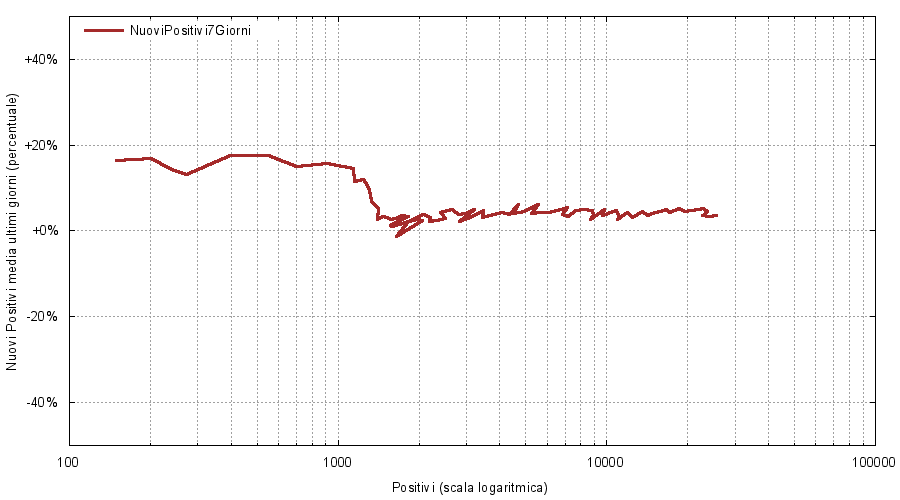 NuoviPositivi7Giorni
+40%
+20%
+0%
-20%
-40%
Nuovi Positivi media ultimi giorni (percentuale)
100 1000 10000 100000
Positivi (scala logaritmica)